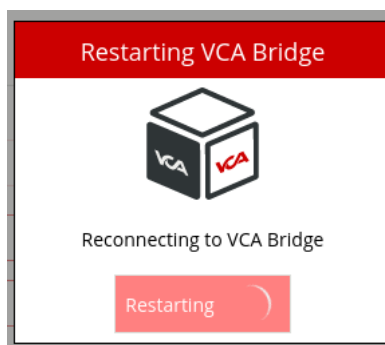 Restarting VCA Bridge
VCA VCA
Reconnecting to VCA Bridge
Restarting